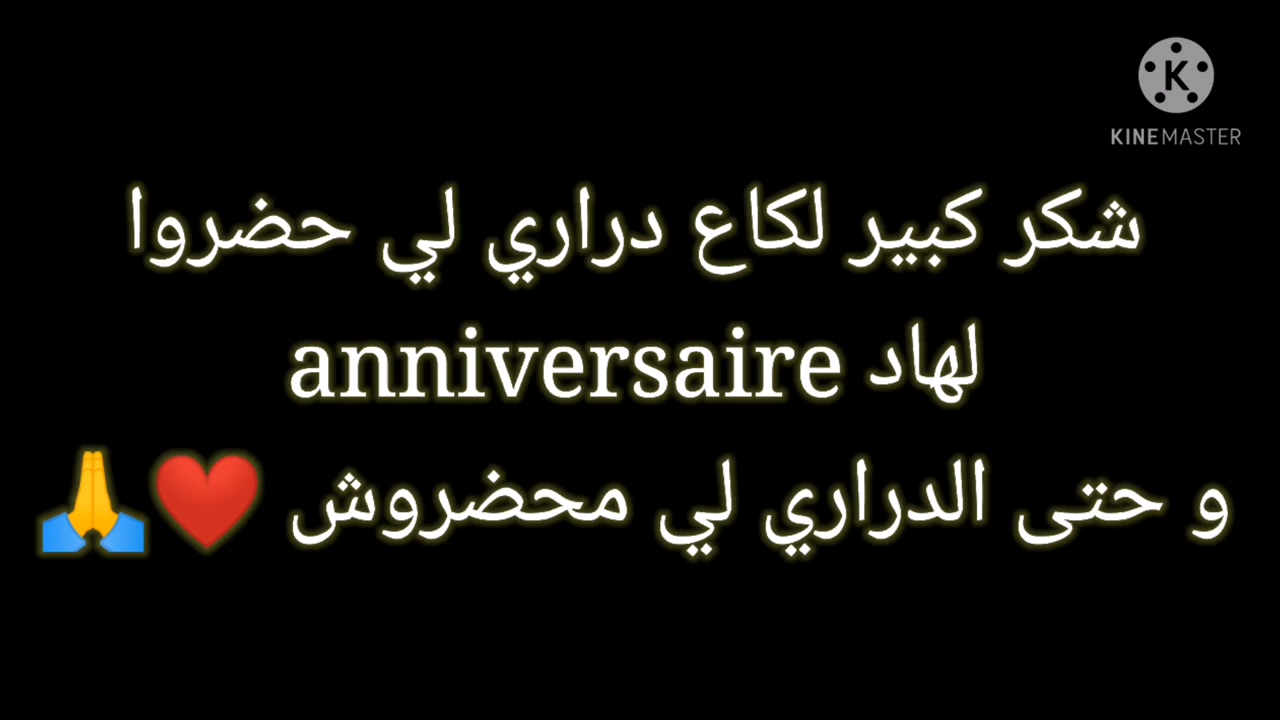 KINEMASTER
شكر كبير لكاع دراري لي حضروا
لهاد anniversaire
و حتى الدراري لي محضروش ❤️🙏